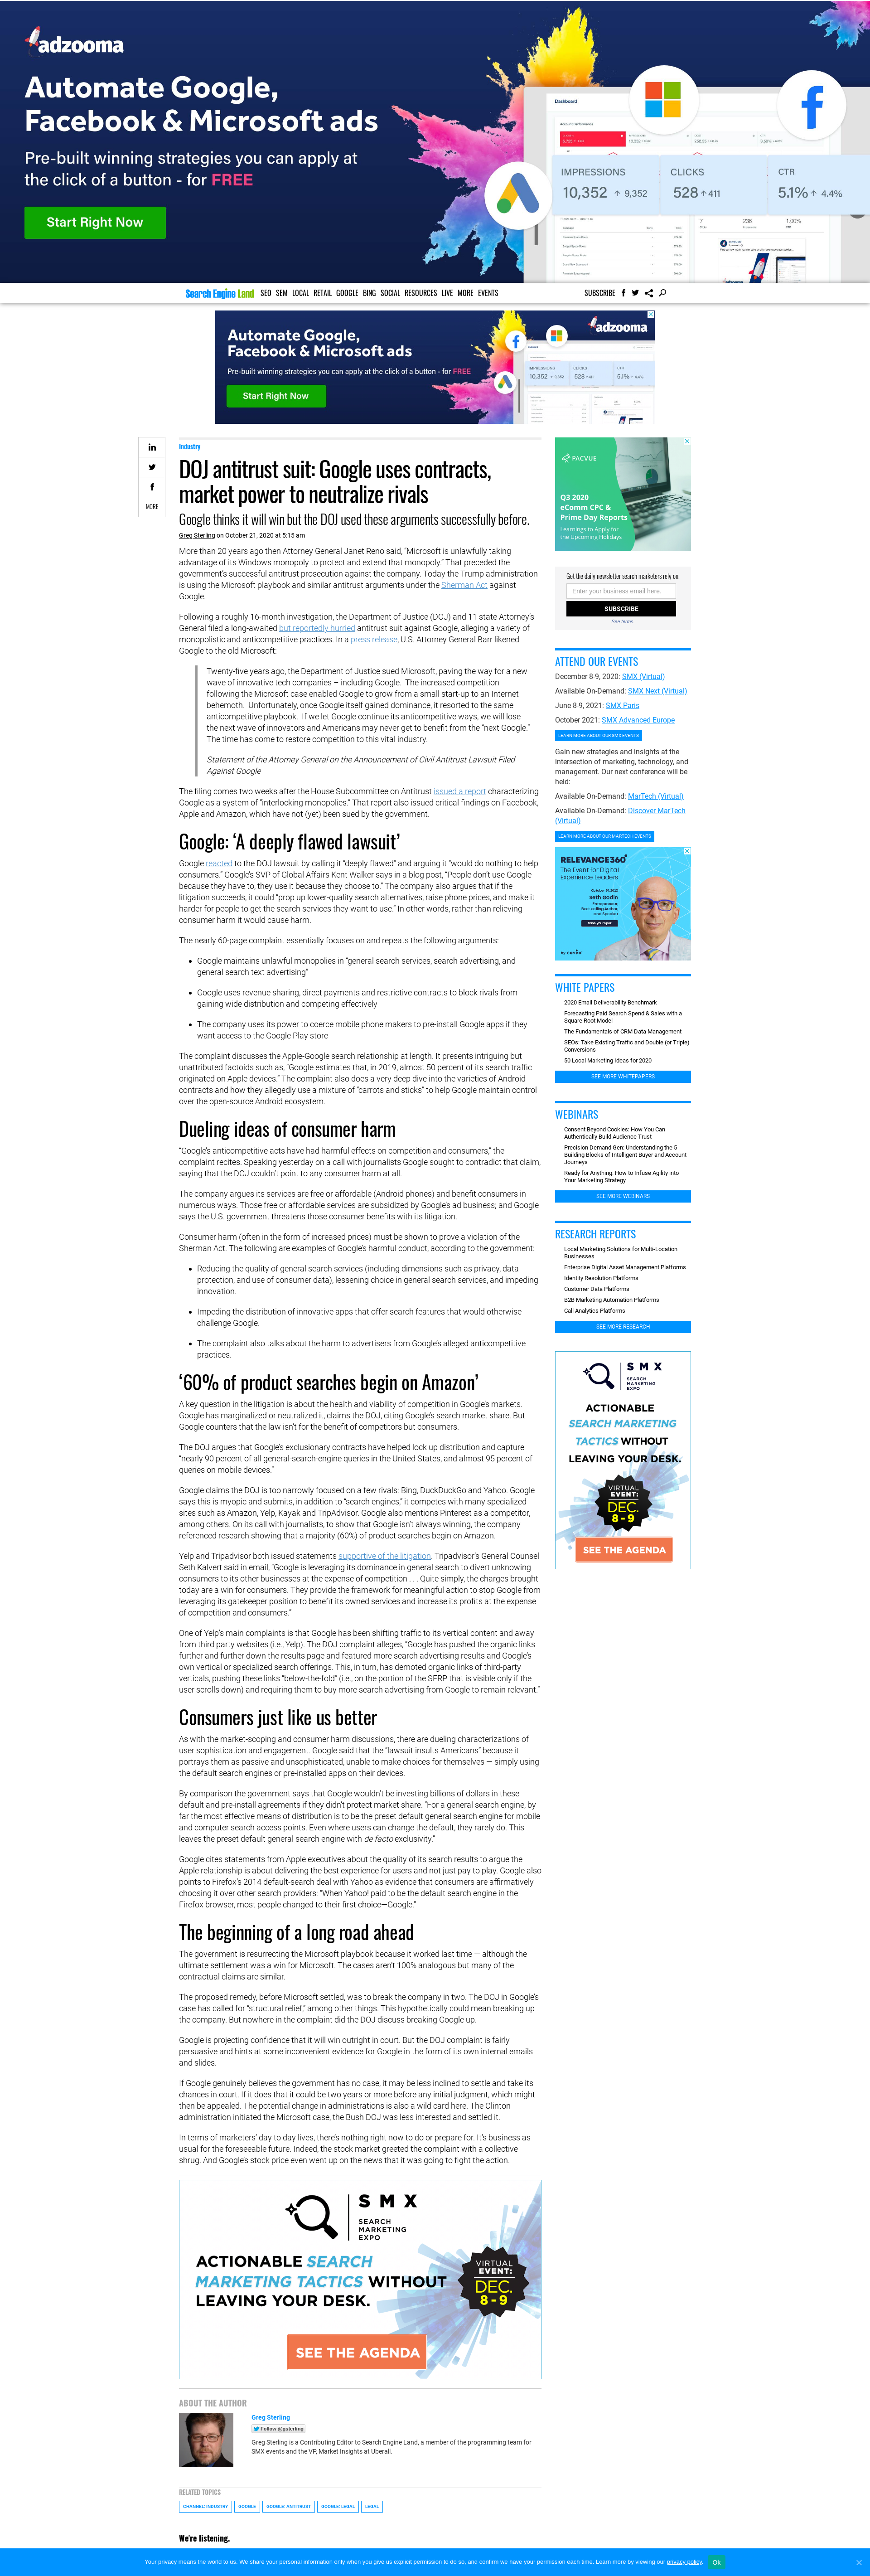 adzooma
Automate Google,
Facebook & Microsoft ads
Pre-built winning strategies you can apply at
the click of a button - for FREE
Start Right Now
Dashboard
Account Performance
IMPRESSIONS
10,352 ↑ 9,352
CLICKS
528 ↑ 411
CTR
5.1% ↑ 4.4%
Search Engine Land SEO SEM LOCAL RETAIL GOOGLE BING SOCIAL RESOURCES LIVE MORE EVENTS SUBSCRIBE
adzooma
Automate Google,
Facebook & Microsoft ads
Pre-built winning strategies you can apply at the click of a button - for FREE
Start Right Now
IMPRESSIONS CLICKS CTR
10,352 528 ↑ 411 5.1% ↑ 4.4%
MORE
Industry
DOJ antitrust suit: Google uses contracts,
market power to neutralize rivals
Google thinks it will win but the DOJ used these arguments successfully before.
Greg Sterling on October 21, 2020 at 5:15 am
More than 20 years ago then Attorney General Janet Reno said, “Microsoft is unlawfully taking
advantage of its Windows monopoly to protect and extend that monopoly.” That preceded the
government’s successful antitrust prosecution against the company. Today the Trump administration
is using the Microsoft playbook and similar antitrust arguments under the Sherman Act against
Google.
Following a roughly 16-month investigation, the Department of Justice (DOJ) and 11 state Attorney’s
General filed a long-awaited but reportedly hurried antitrust suit against Google, alleging a variety of
monopolistic and anticompetitive practices. In a press release, U.S. Attorney General Barr likened
Google to the old Microsoft:
Twenty-five years ago, the Department of Justice sued Microsoft, paving the way for a new
wave of innovative tech companies – including Google.  The increased competition
following the Microsoft case enabled Google to grow from a small start-up to an Internet
behemoth.  Unfortunately, once Google itself gained dominance, it resorted to the same
anticompetitive playbook.  If we let Google continue its anticompetitive ways, we will lose
the next wave of innovators and Americans may never get to benefit from the “next Google.”
The time has to restore competition to this vital industry.
Statement of the Attorney General on the Announcement of Civil Antitrust Lawsuit Filed
Against Google
The filing comes two weeks after the House Subcommittee on Antitrust issued a report characterizing
Google as a system of “interlocking monopolies.” That report also issued critical findings on Facebook,
Apple and Amazon, which have not (yet) been sued by the government.
Google: ‘A deeply flawed lawsuit’
Google reacted to the DOJ lawsuit by calling it “deeply flawed” and arguing it “would do nothing to help
consumers.” Google’s SVP of Global Affairs Kent Walker says in a blog post, “People don’t use Google
because they have to, they use it because they choose to.” The company also argues that if the
litigation succeeds, it could “prop up lower-quality search alternatives, raise phone prices, and make it
harder for people to get the search services they want to use.” In other words, rather than relieving
consumer harm it would cause harm.
The nearly 60-page complaint essentially focuses on and repeats the following arguments:
• Google maintains unlawful monopolies in “general search services, search advertising, and
general search text advertising”
• Google uses revenue sharing, direct payments and restrictive contracts to block rivals from
gaining wide distribution and competing effectively
• The company uses its power to coerce mobile phone makers to pre-install Google apps if they
want access to the Google Play store
The complaint discusses the Apple-Google search relationship at length. It presents intriguing but
unattributed factoids such as, “Google estimates that, in 2019, almost 50 percent of its search traffic
originated on Apple devices.” The complaint also does a very deep dive into the varieties of Android
contracts and how they allegedly use a mixture of “carrots and sticks” to help Google maintain control
over the open-source Android ecosystem.
Dueling ideas of consumer harm
“Google’s anticompetitive acts have had harmful effects on competition and consumers,” the
complaint recites. Speaking yesterday on a call with journalists Google sought to contradict that claim,
saying that the DOJ couldn’t point to any consumer harm at all.
The company argues its services are free or affordable (Android phones) and benefit consumers in
numerous ways. Those free or affordable services are subsidized by Google’s ad business; and Google
says the U.S. government threatens those consumer benefits with its litigation.
Consumer harm (often in the form of increased prices) must be shown to prove a violation of the
Sherman Act. The following are examples of Google’s harmful conduct, according to the government:
• Reducing the quality of general search services (including dimensions such as privacy, data
protection, and use of consumer data), lessening choice in general search services, and impeding
innovation.
• Impeding the distribution of innovative apps that offer search features that would otherwise
challenge Google.
• The complaint also talks about the harm to advertisers from Google’s alleged anticompetitive
practices.
‘60% of product searches begin on Amazon’
A key question in the litigation is about the health and viability of competition in Google’s markets.
Google has marginalized or neutralized it, claims the DOJ, citing Google’s search market share. But
Google counters that the law isn’t for the benefit of competitors but consumers.
The DOJ argues that Google’s exclusionary contracts have helped lock up distribution and capture
“nearly 90 percent of all general-search-engine queries in the United States, and almost 95 percent of
queries on mobile devices.”
Google claims the DOJ is too narrowly focused on a few rivals: Bing, DuckDuckGo and Yahoo. Google
says this is myopic and submits, in addition to “search engines,” it competes with many specialized
sites such as Amazon, Yelp, Kayak and TripAdvisor. Google also mentions Pinterest as a competitor,
among others. On its call with journalists, to show that Google isn’t always winning, the company
referenced research showing that a majority (60%) of product searches begin on Amazon.
Yelp and Tripadvisor both issued statements supportive of the litigation. Tripadvisor’s General Counsel
Seth Kalvert said in email, “Google is leveraging its dominance in general search to divert unknowing
consumers to its other businesses at the expense of competition . . . Quite simply, the charges brought
today are a win for consumers. They provide the framework for meaningful action to stop Google from
leveraging its gatekeeper position to benefit its owned services and increase its profits at the expense
of competition and consumers.”
One of Yelp’s main complaints is that Google has been shifting traffic to its vertical content and away
from third party websites (i.e., Yelp). The DOJ complaint alleges, “Google has pushed the organic links
further and further down the results page and featured more search advertising results and Google’s
own vertical or specialized search offerings. This, in turn, has demoted organic links of third-party
verticals, pushing these links “below-the-fold” (i.e., on the portion of the SERP that is visible only if the
user scrolls down) and requiring them to buy more search advertising from Google to remain relevant.”
Consumers just like us better
As with the market-scoping and consumer harm discussions, there are dueling characterizations of
user sophistication and engagement. Google said that the “lawsuit insults Americans” because it
portrays them as passive and unsophisticated, unable to make choices for themselves — simply using
the default search engines or pre-installed apps on their devices.
By comparison the government says that Google wouldn’t be investing billions of dollars in these
default and pre-install agreements if they didn’t protect market share. “For a general search engine, by
far the most effective means of distribution is to be the preset default general search engine for mobile
and computer search access points. Even where users can change the default, they rarely do. This
leaves the preset default general search engine with de facto exclusivity.”
Google cites statements from Apple executives about the quality of its search results to argue the
Apple relationship is about delivering the best experience for users and not just pay to play. Google also
points to Firefox’s 2014 default-search deal with Yahoo as evidence that consumers are affirmatively
choosing it over other search providers: “When Yahoo! paid to be the default search engine in the
Firefox browser, most people changed to their first choice—Google.”
The beginning of a long road ahead
The government is resurrecting the Microsoft playbook because it worked last time — although the
ultimate settlement was a win for Microsoft. The cases aren’t 100% analogous but many of the
contractual claims are similar.
The proposed remedy, before Microsoft settled, was to break the company in two. The DOJ in Google’s
case has called for “structural relief,” among other things. This hypothetically could mean breaking up
the company. But nowhere in the complaint did the DOJ discuss breaking Google up.
Google is projecting confidence that it will win outright in court. But the DOJ complaint is fairly
persuasive and hints at some inconvenient evidence for Google in the form of its own internal emails
and slides.
If Google genuinely believes the government has no case, it may be less inclined to settle and take its
chances in court. If it does that it could be two years or more before any initial judgment, which might
then be appealed. The potential change in administrations is also a wild card here. The Clinton
administration initiated the Microsoft case, the Bush DOJ was less interested and settled it.
In terms of marketers’ day to day lives, there’s nothing right now to do or prepare for. It’s business as
usual for the foreseeable future. Indeed, the stock market greeted the complaint with a collective
shrug. And Google’s stock price even went up on the news that it was going to fight the action.
SMX
SEARCH
MARKETING
EXPO
ACTIONABLE SEARCH
MARKETING TACTICS WITHOUT
LEAVING YOUR DESK.
VIRTUAL
EVENT:
DEC.
8-9
SEE THE AGENDA
ABOUT THE AUTHOR
Greg Sterling
Follow @gsterling
Greg Sterling is a Contributing Editor to Search Engine Land, a member of the programming team for
SMX events and the VP, Market Insights at Uberall.
RELATED TOPICS
CHANNEL: INDUSTRY GOOGLE GOOGLE: ANTITRUST GOOGLE: LEGAL LEGAL
We're listening.
PACVUE
Q3 2020
eComm CPC &
Prime Day Reports
Learnings to Apply for
the Upcoming Holidays
Get the daily newsletter search marketers rely on.
Enter your business email here.
SUBSCRIBE
See terms.
ATTEND OUR EVENTS
December 8-9, 2020: SMX (Virtual)
Available On-Demand: SMX Next (Virtual)
June 8-9, 2021: SMX Paris
October 2021: SMX Advanced Europe
LEARN MORE ABOUT OUR SMX EVENTS
Gain new strategies and insights at the
intersection of marketing, technology, and
management. Our next conference will be
held:
Available On-Demand: MarTech (Virtual)
Available On-Demand: Discover MarTech
(Virtual)
LEARN MORE ABOUT OUR MARTECH EVENTS
RELEVANCE360°
The Event for Digital
Experience Leaders
October 29, 2020
Seth Godin
Entrepreneur,
Best-Selling Author,
and Speaker
WHITE PAPERS
2020 Email Deliverability Benchmark
Forecasting Paid Search Spend & Sales with a
Square Root Model
The Fundamentals of CRM Data Management
SEOs: Take Existing Traffic and Double (or Triple)
Conversions
50 Local Marketing Ideas for 2020
SEE MORE WHITEPAPERS
WEBINARS
Consent Beyond Cookies: How You Can
Authentically Build Audience Trust
Precision Demand Gen: Understanding the 5
Building Blocks of Intelligent Buyer and Account
Journeys
Ready for Anything: How to Infuse Agility into
Your Marketing Strategy
SEE MORE WEBINARS
RESEARCH REPORTS
Local Marketing Solutions for Multi-Location
Businesses
Enterprise Digital Asset Management Platforms
Identity Resolution Platforms
Customer Data Platforms
B2B Marketing Automation Platforms
Call Analytics Platforms
SEE MORE RESEARCH
SMX
SEARCH
MARKETING
EXPO
ACTIONABLE
SEARCH MARKETING
TACTICS WITHOUT
LEAVING YOUR DESK.
VIRTUAL
EVENT:
DEC.
8-9
SEE THE AGENDA
Your privacy means the world to us. We share your personal information only when you give us explicit permission to do so, and confirm we have your permission each time. Learn more by viewing our privacy policy. Ok